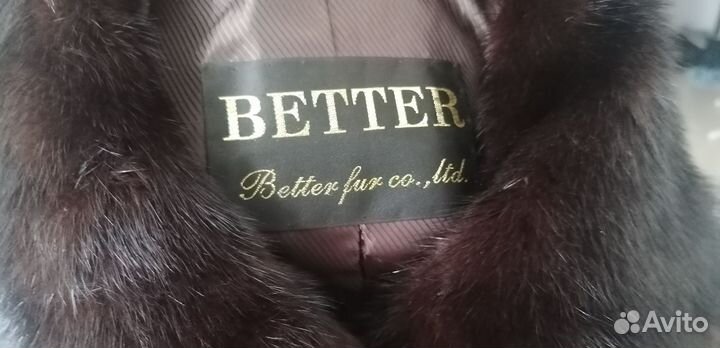 BETTER
Better fur co., ltd.
Avito